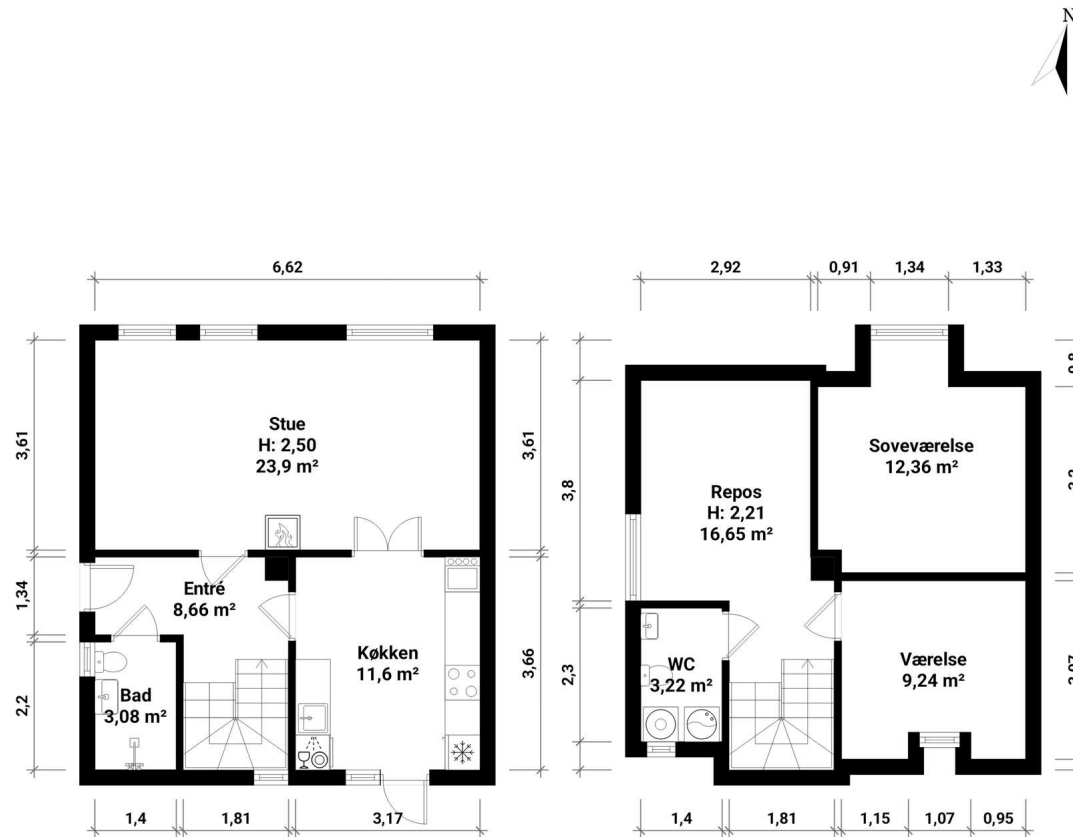 N
6,62
2,92
0,91
1,34
1,33
3,61
Stue
H: 2,50
23,9 m²
3,61
3,8
Repos
H: 2,21
16,65 m²
Soveværelse
12,36 m²
1,34
Entré
8,66 m²
2,2
Bad
3,08 m²
Køkken
11,6 m²
3,66
2,3
WC
3,22 m²
Værelse
9,24 m²
1,4
1,81
3,17
1,4
1,81
1,15
1,07
0,95